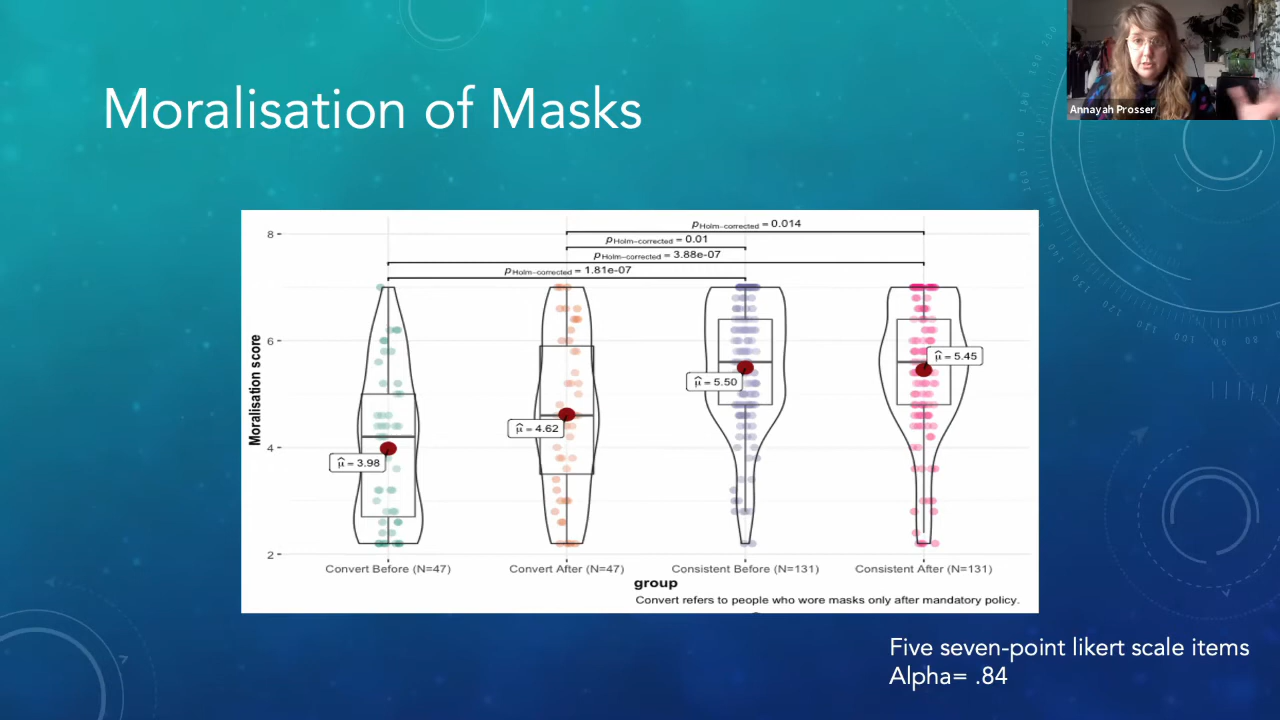 Annayah Prosser
Moralisation of Masks
pHolm−corrected = 0.014
pHolm−corrected = 0.01
pHolm−corrected = 3.88e-07
pHolm−corrected = 1.81e-07
8
6
4
2
Moralisation score
μ̂ = 3.98
μ̂ = 4.62
μ̂ = 5.50
μ̂ = 5.45
Convert Before (N=47)
Convert After (N=47)
Consistent Before (N=131)
Consistent After (N=131)
group
Convert refers to people who wore masks only after mandatory policy.
Five seven-point likert scale items
Alpha= .84